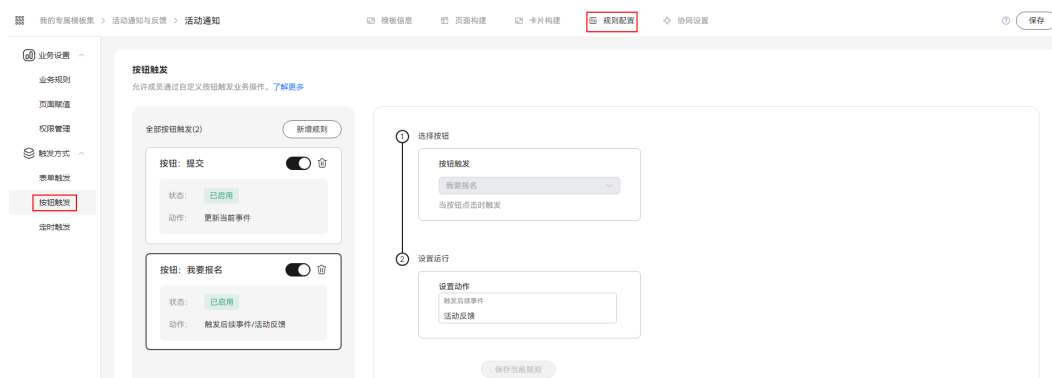 我的专属模板集 > 活动通知与反馈 > 活动通知 模板信息 页面构建 卡片构建 规则配置 协同设置 保存
业务设置
业务规则
页面赋值
权限管理
触发方式
表单触发
按钮触发
定时触发
按钮触发
允许成员通过自定义按钮触发业务操作。了解更多
全部按钮触发(2) 新增规则
按钮：提交
状态： 已启用
动作： 更新当前事件
按钮：我要报名
状态： 已启用
动作： 触发后续事件/活动反馈
1 选择按钮
按钮触发
我要报名
当按钮点击时触发
2 设置运行
设置动作
触发后续事件
活动反馈
保存当前规则